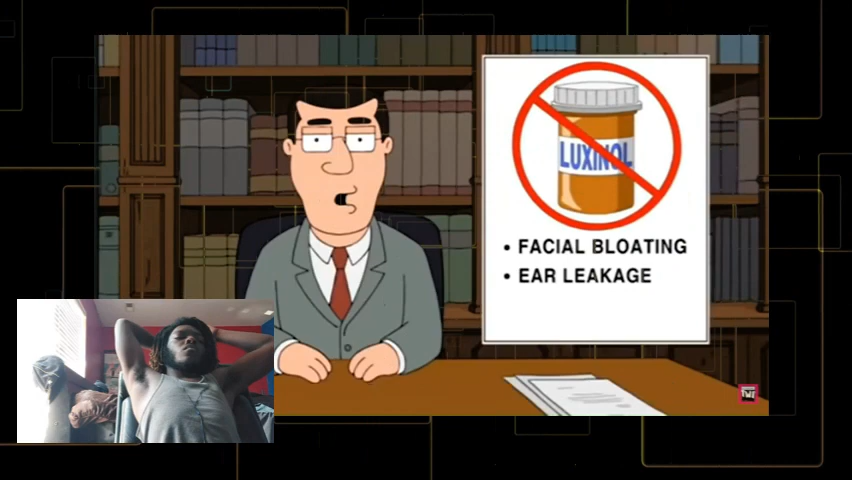 LUXINOL
• FACIAL BLOATING
• EAR LEAKAGE